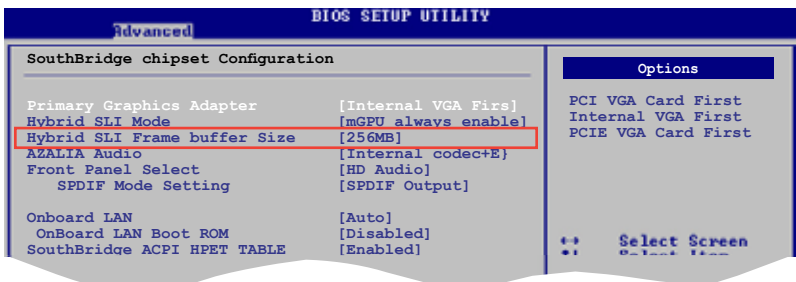 BIOS SETUP UTILITY
Advanced
SouthBridge chipset Configuration
Primary Graphics Adapter [Internal VGA Firs]
Hybrid SLI Mode [mGPU always enable]
Hybrid SLI Frame buffer Size [256MB]
AZALIA Audio [Internal codec+E}
Front Panel Select [HD Audio]
SPDIF Mode Setting [SPDIF Output]
Onboard LAN [Auto]
OnBoard LAN Boot ROM [Disabled]
SouthBridge ACPI HPET TABLE [Enabled]
Options
PCI VGA Card First
Internal VGA First
PCIE VGA Card First
↔ Select Screen
Select Item